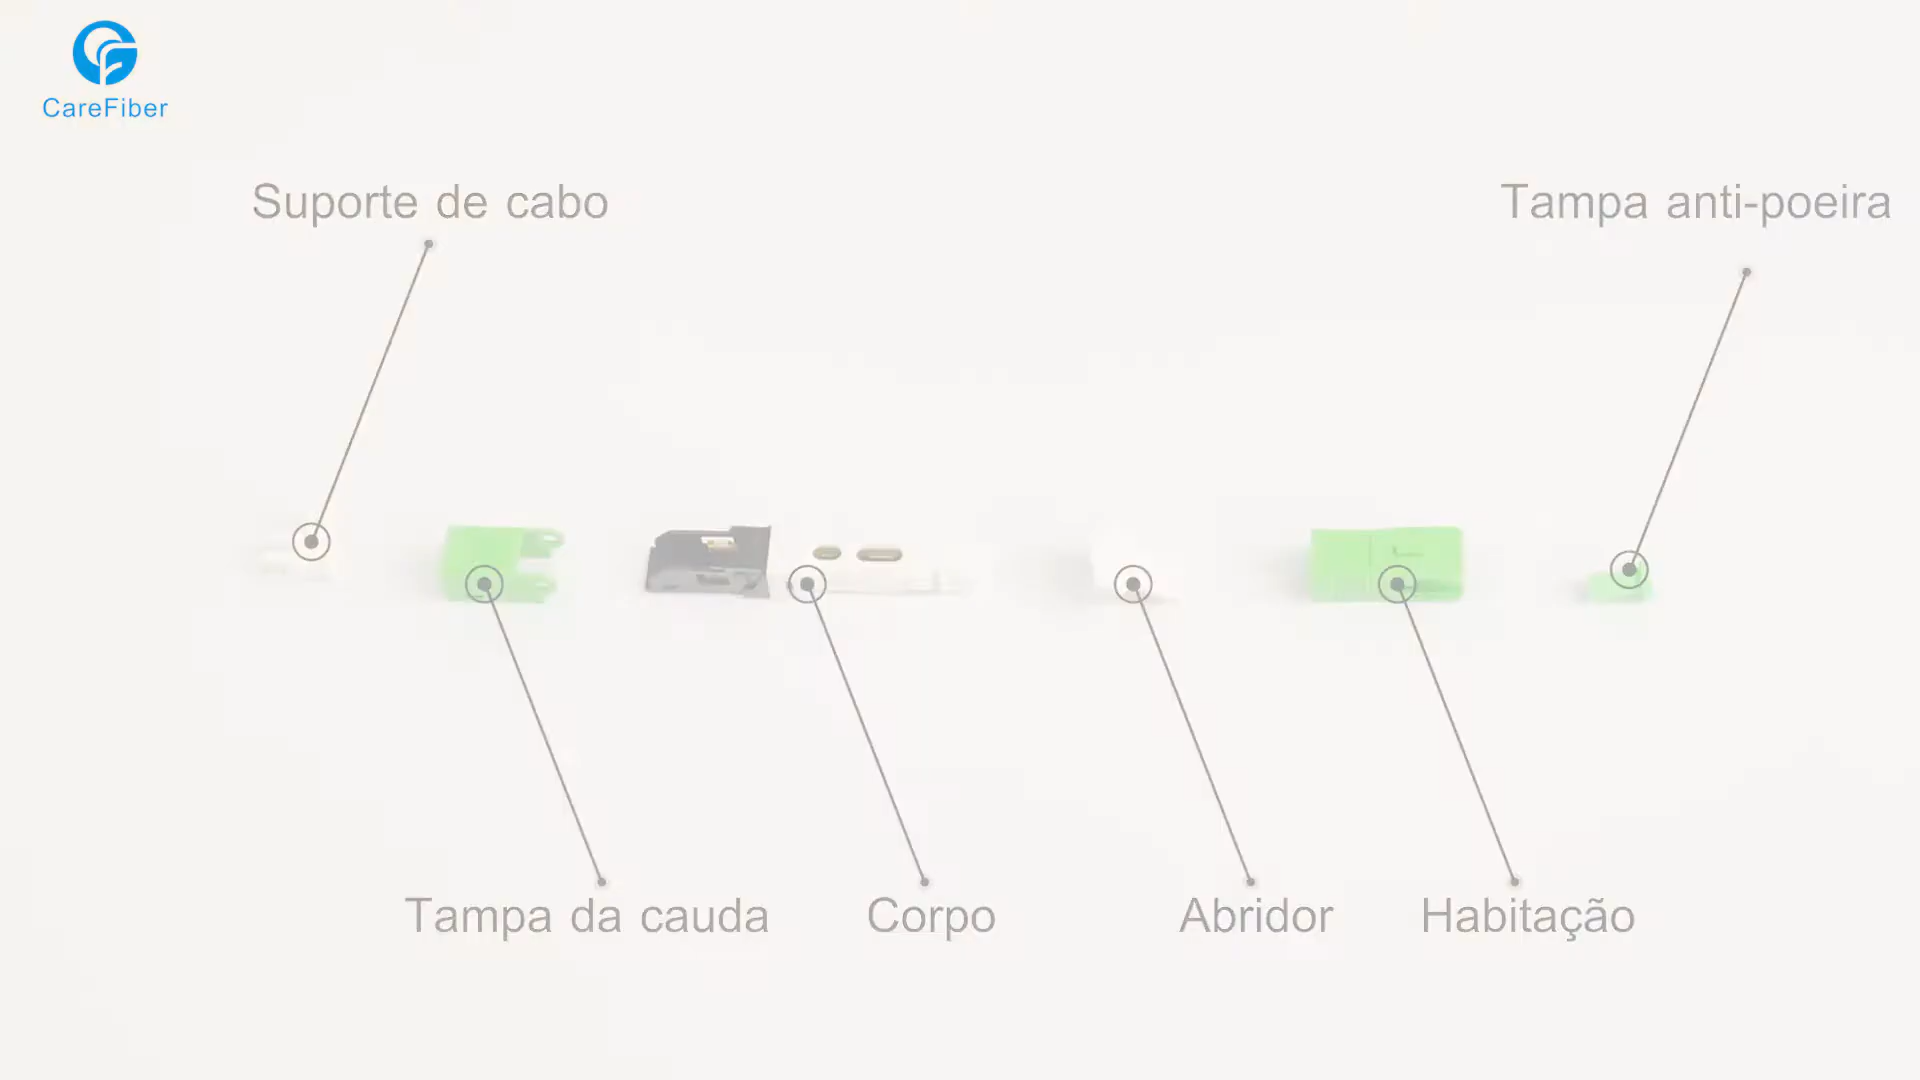 CareFiber
Suporte de cabo
Tampa anti-poeira
Tampa da cauda
Corpo
Abridor
Habitação